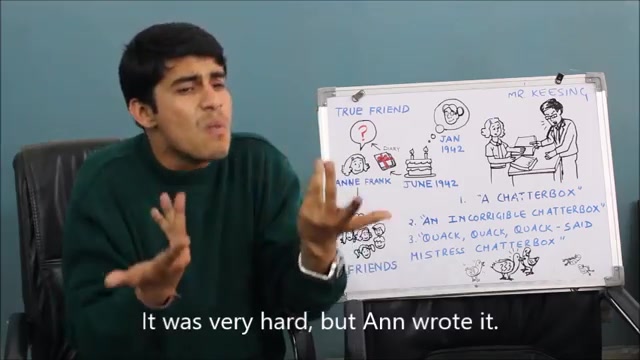 TRUE FRIEND
MR KEESING
?
DIARY
JAN
1942
ANNE FRANK
JUNE 1942
1. "A CHATTERBOX"
2. "AN INCORRIGIBLE CHATTERBOX"
3. "QUACK, QUACK, QUACK - SAID
MISTRESS CHATTERBOX"
FRIENDS
It was very hard, but Ann wrote it.